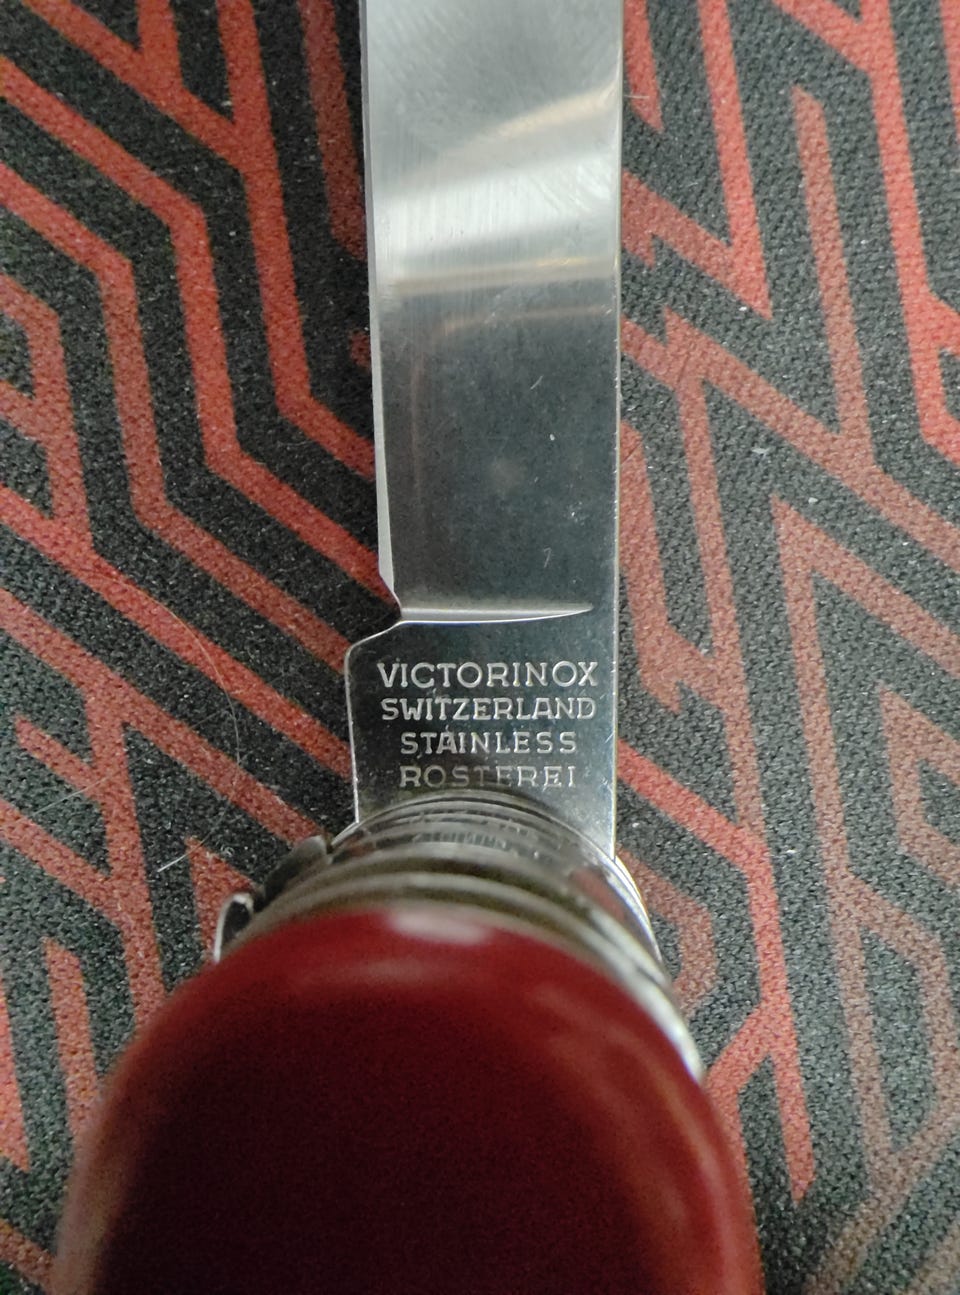 VICTORINOX
SWITZERLAND
STAINLESS
ROSTFREI